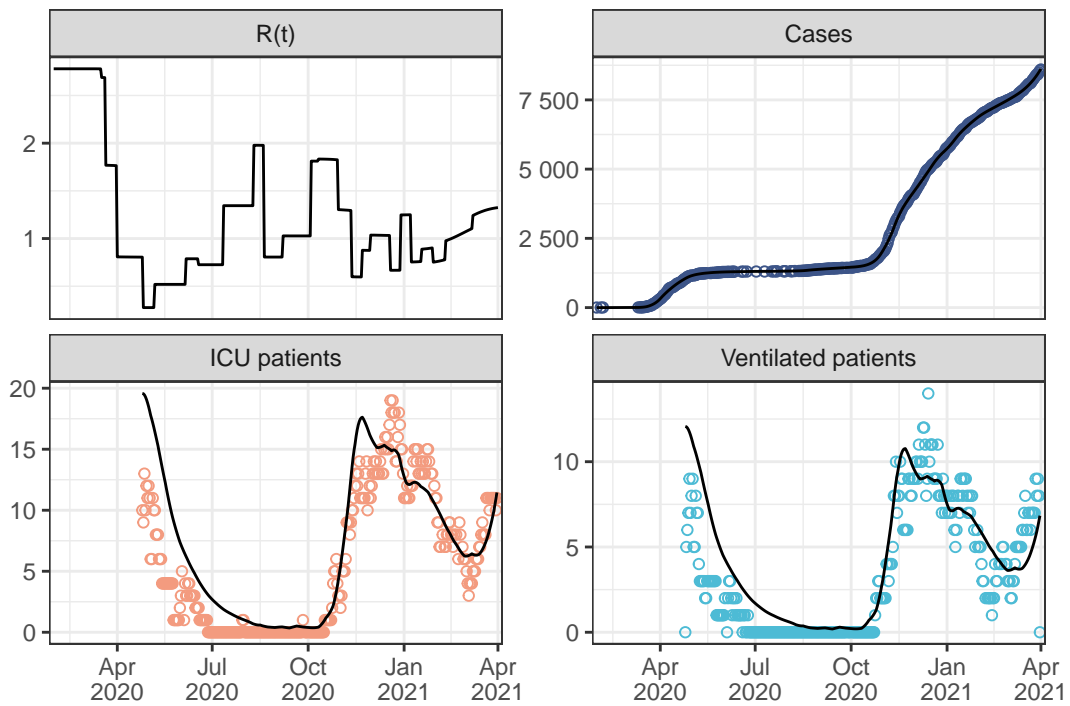 R(t)
Cases
2
1
7 500
5 000
2 500
0
ICU patients
Ventilated patients
20
15
10
5
0
10
5
0
Apr 2020
Jul 2020
Oct 2020
Jan 2021
Apr 2021
Apr 2020
Jul 2020
Oct 2020
Jan 2021
Apr 2021